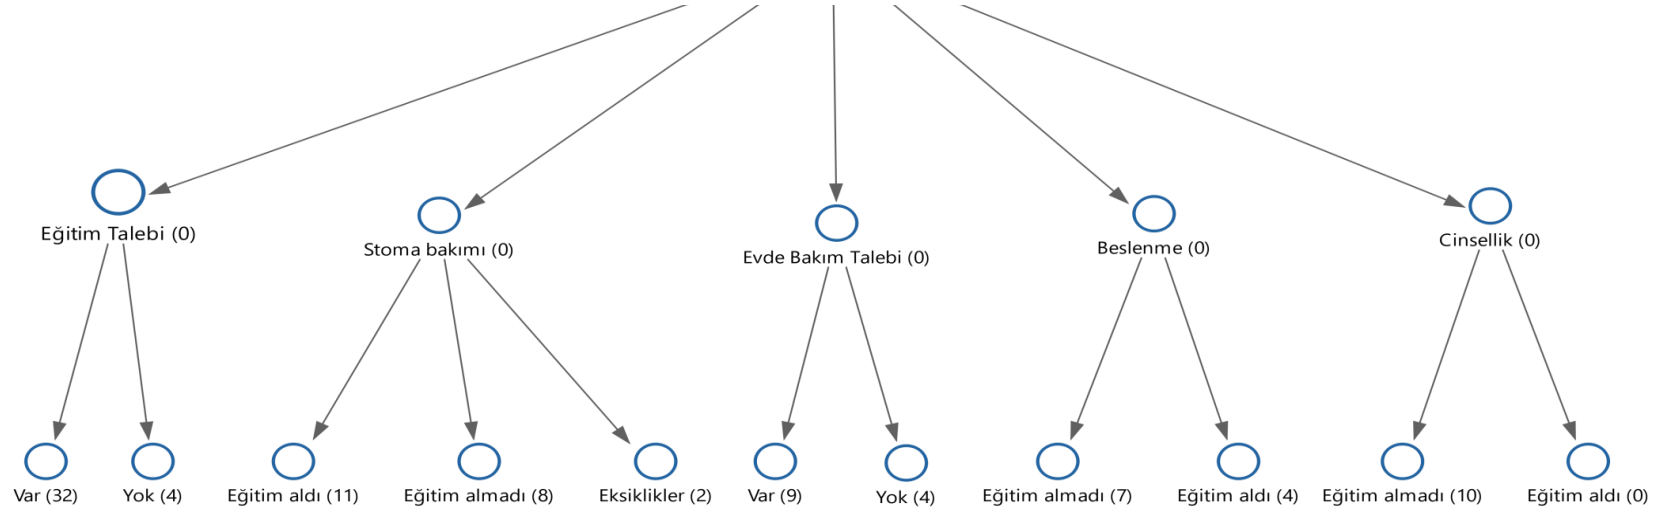 Eğitim Talebi (0)
Stoma bakımı (0)
Evde Bakım Talebi (0)
Beslenme (0)
Cinsellik (0)
Var (32)
Yok (4)
Eğitim aldı (11)
Eğitim almadı (8)
Eksiklikler (2)
Var (9)
Yok (4)
Eğitim almadı (7)
Eğitim aldı (4)
Eğitim almadı (10)
Eğitim aldı (0)